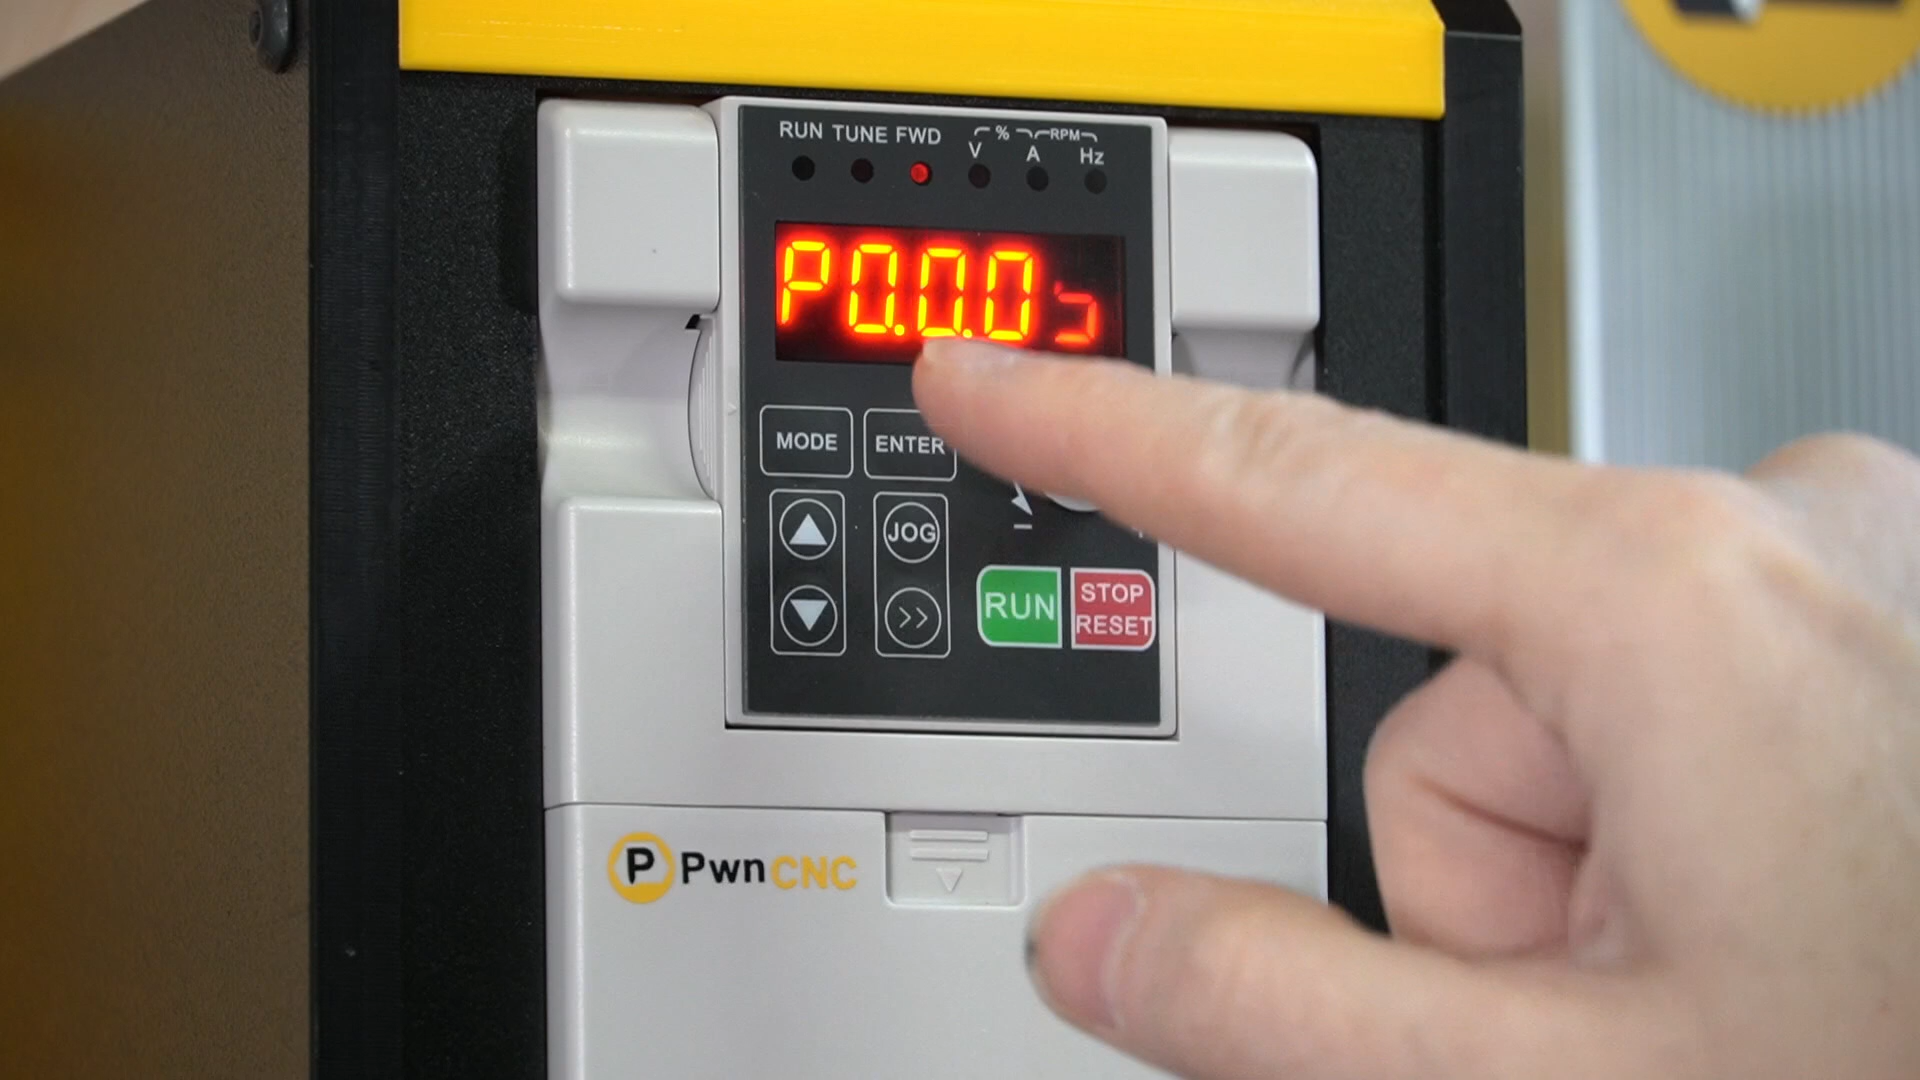 RUN TUNE FWD
% RPM
V A Hz
P0.0.0
MODE ENTER
JOG
>>
RUN
STOP
RESET
P PwnCNC